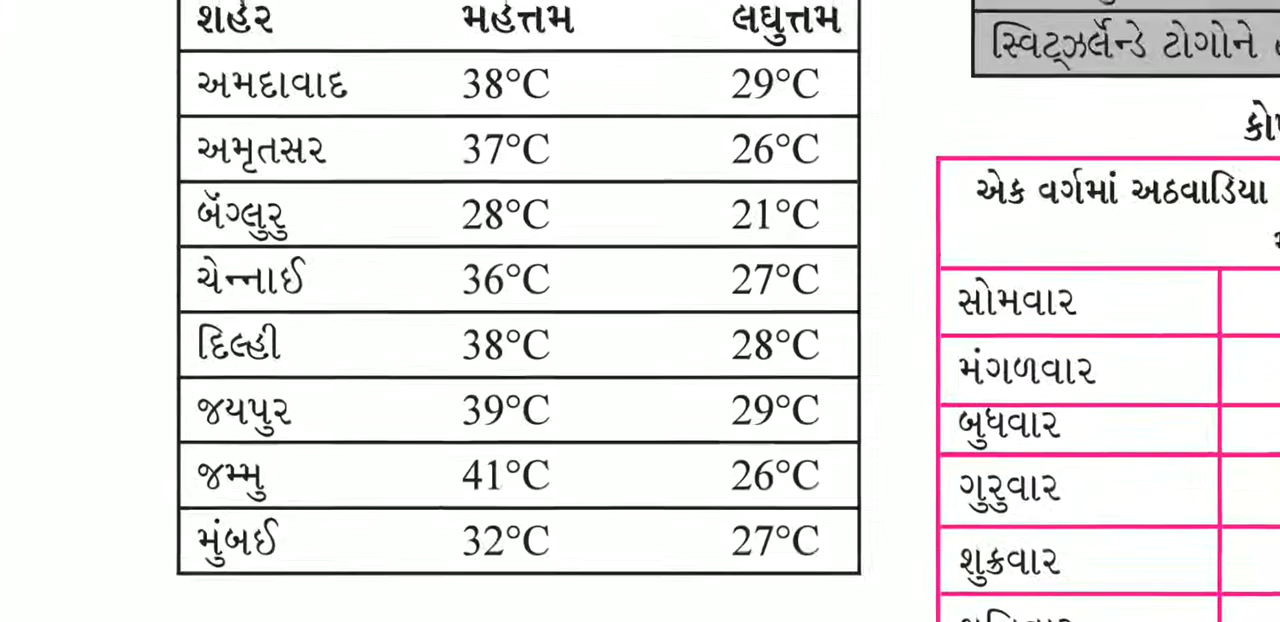 શહેર મહત્તમ લઘુત્તમ
અમદાવાદ 38°C 29°C
અમૃતસર 37°C 26°C
બૅંગ્લુરુ 28°C 21°C
ચેન્નાઈ 36°C 27°C
દિલ્હી 38°C 28°C
જયપુર 39°C 29°C
જમ્મુ 41°C 26°C
મુંબઈ 32°C 27°C
સ્વિટ્ઝર્લૅન્ડે ટોગોને
એક વર્ગમાં અઠવાડિયા
સોમવાર
મંગળવાર
બુધવાર
ગુરુવાર
શુક્રવાર